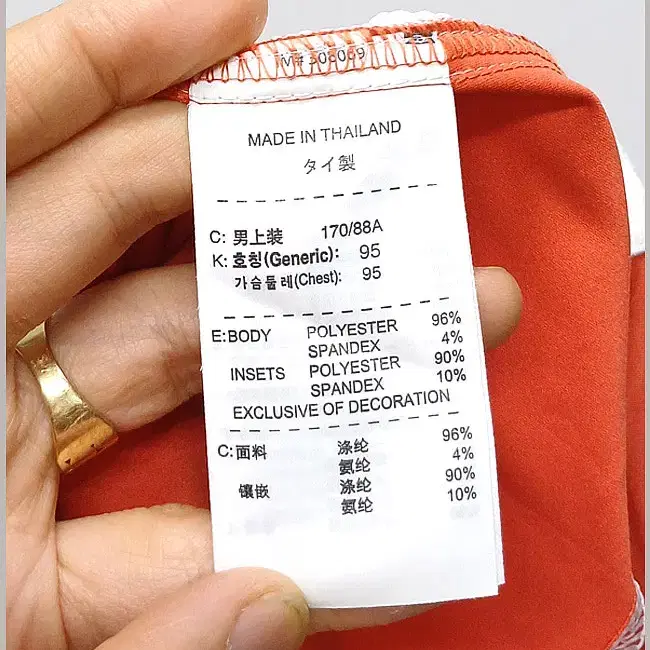 MADE IN THAILAND
タイ製
C: 男上装 170/88A
K: 호칭(Generic): 95
가슴둘레(Chest): 95
E: BODY POLYESTER 96%
SPANDEX 4%
INSETS POLYESTER 90%
SPANDEX 10%
EXCLUSIVE OF DECORATION
C: 面料 涤纶 96%
氨纶 4%
镶嵌 涤纶 90%
氨纶 10%